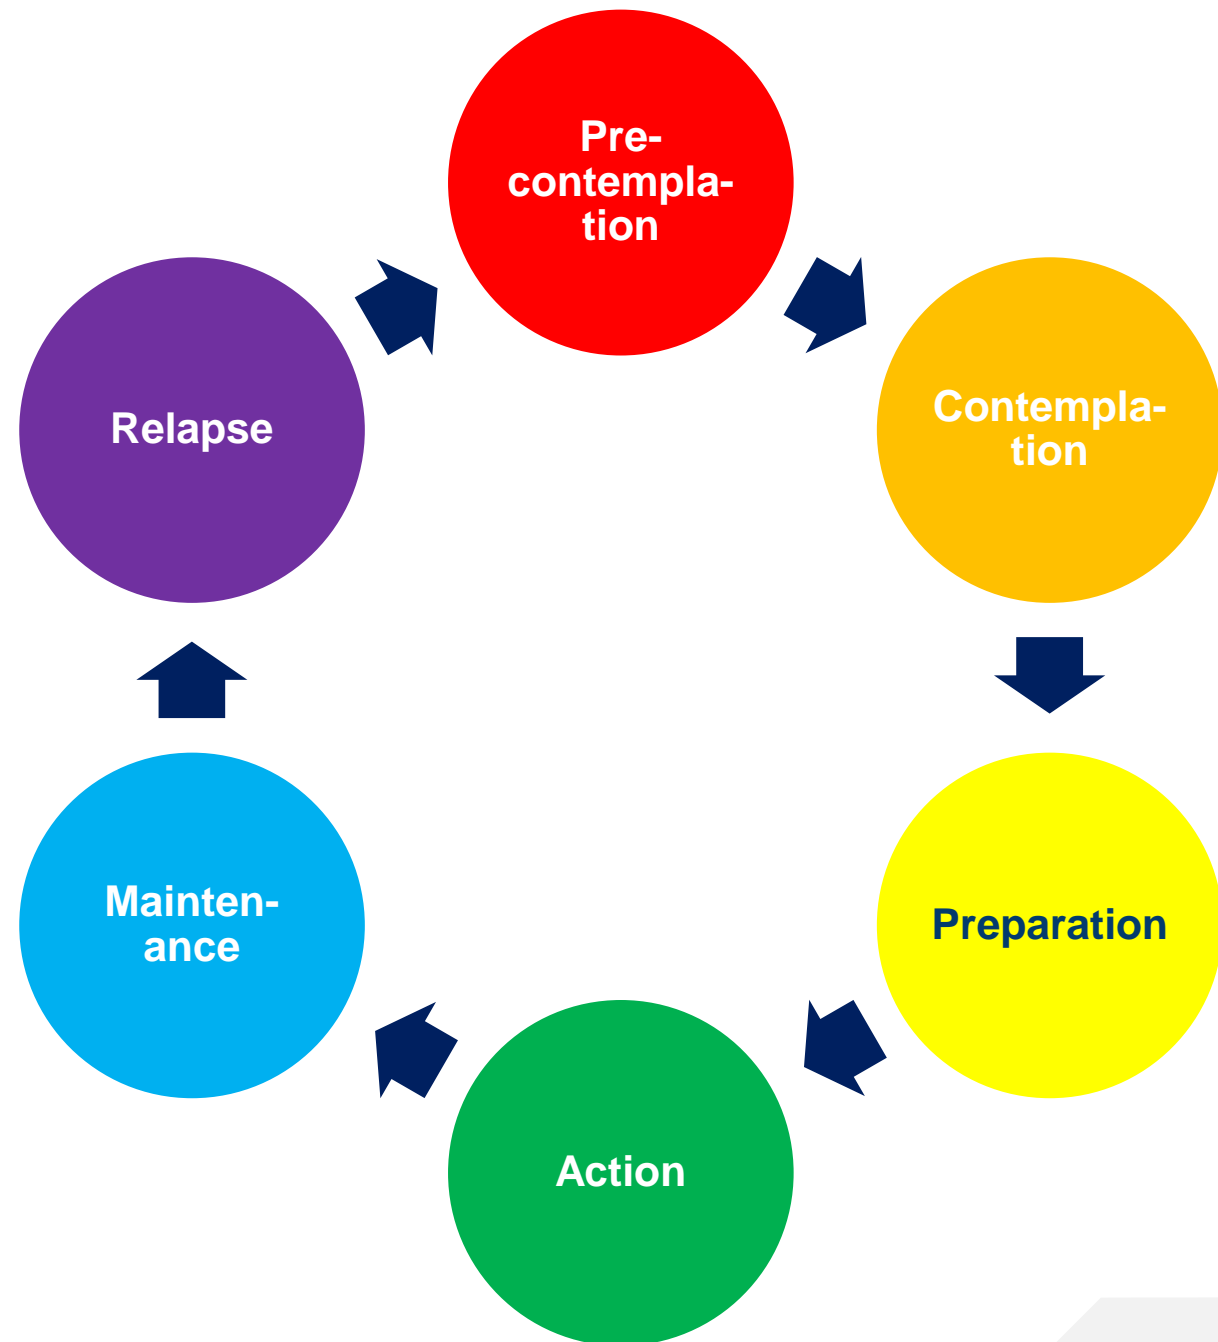 Pre-
contempla-
tion
Contempla-
tion
Preparation
Action
Mainten-
ance
Relapse